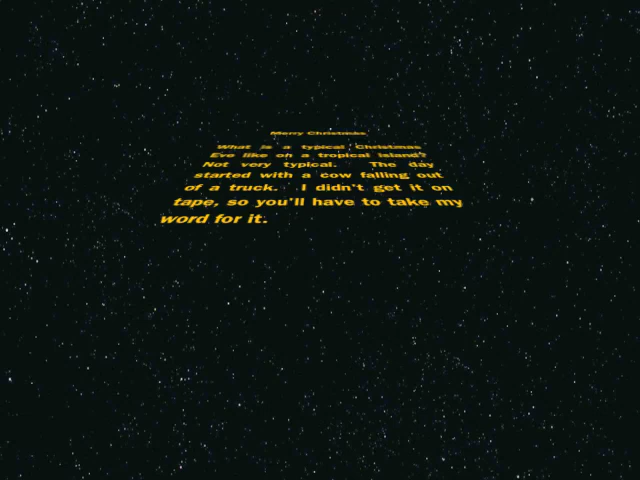 Merry Christmas
What is a typical Christmas
Eve like on a tropical island?
Not very typical. The day
started with a cow falling out
of a truck. I didn't get it on
tape, so you'll have to take my
word for it.